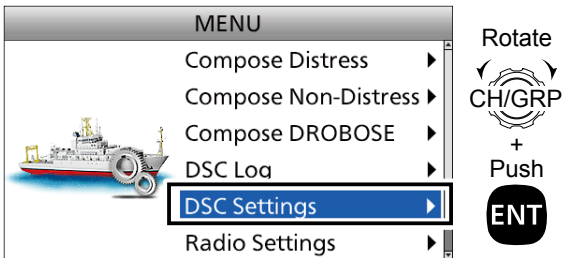 MENU
Compose Distress
Compose Non-Distress
Compose DROBOSE
DSC Log
DSC Settings
Radio Settings
Rotate
CH/GRP
+
Push
ENT